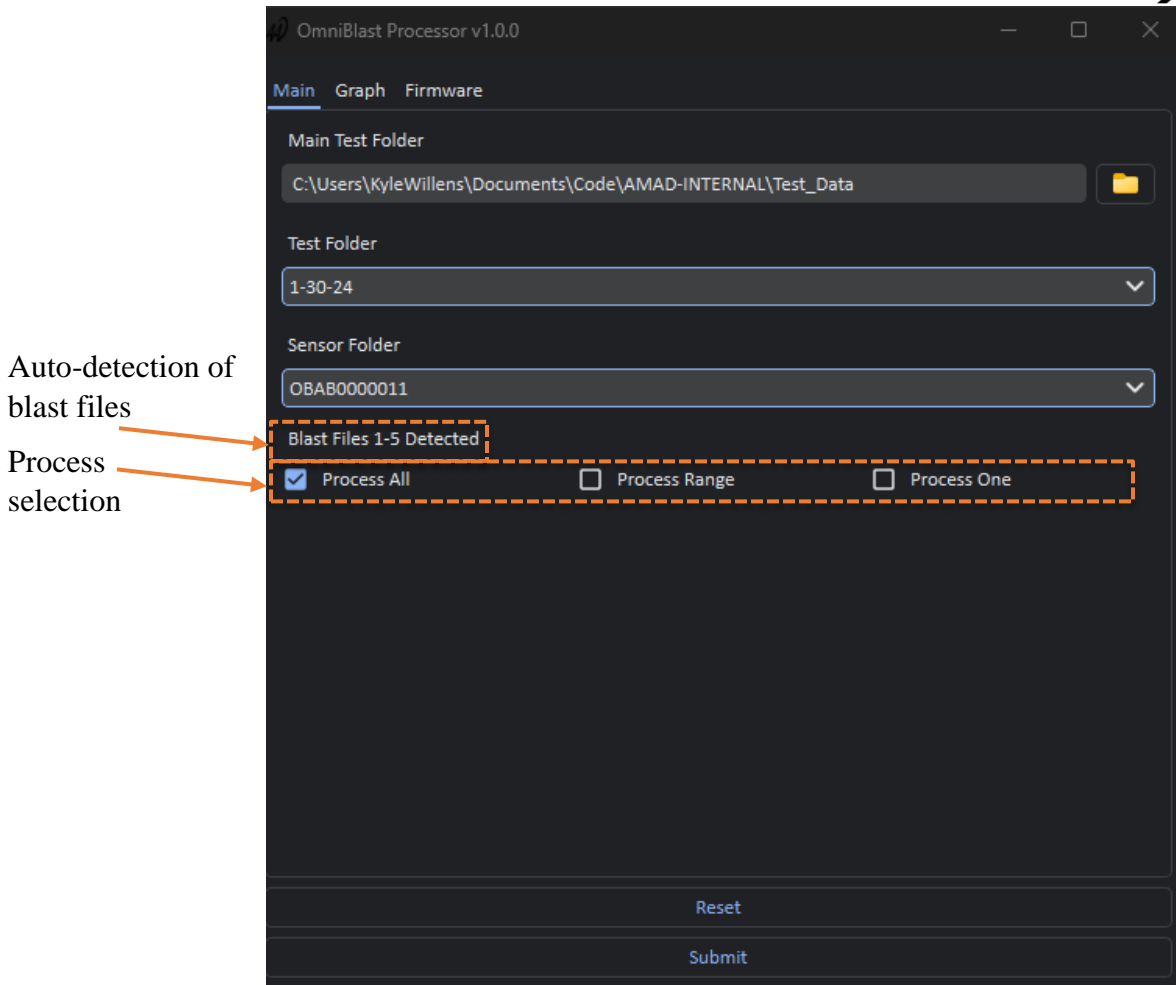 OmniBlast Processor v1.0.0
Main Graph Firmware
Main Test Folder
C:\Users\KyleWillens\Documents\Code\AMAD-INTERNAL\Test_Data
Test Folder
1-30-24
Sensor Folder
OBAB0000011
Auto-detection of
blast files
Blast Files 1-5 Detected
Process
selection
Process All Process Range Process One
Reset
Submit